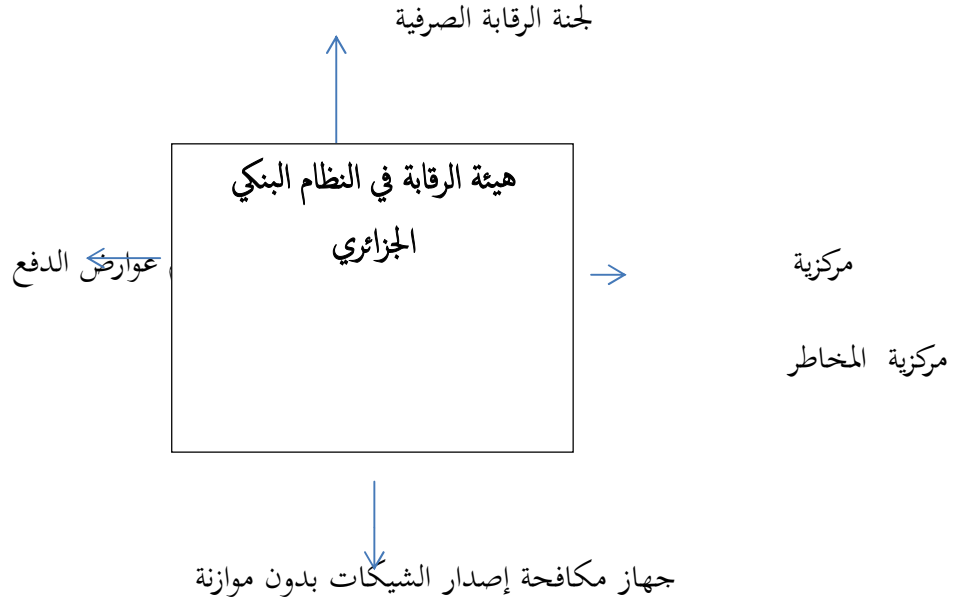 لجنة الرقابة الصرفية
هيئة الرقابة في النظام البنكي
الجزائري
مركزية
عوارض الدفع
مركزية المخاطر
جهاز مكافحة إصدار الشيكات بدون موازنة